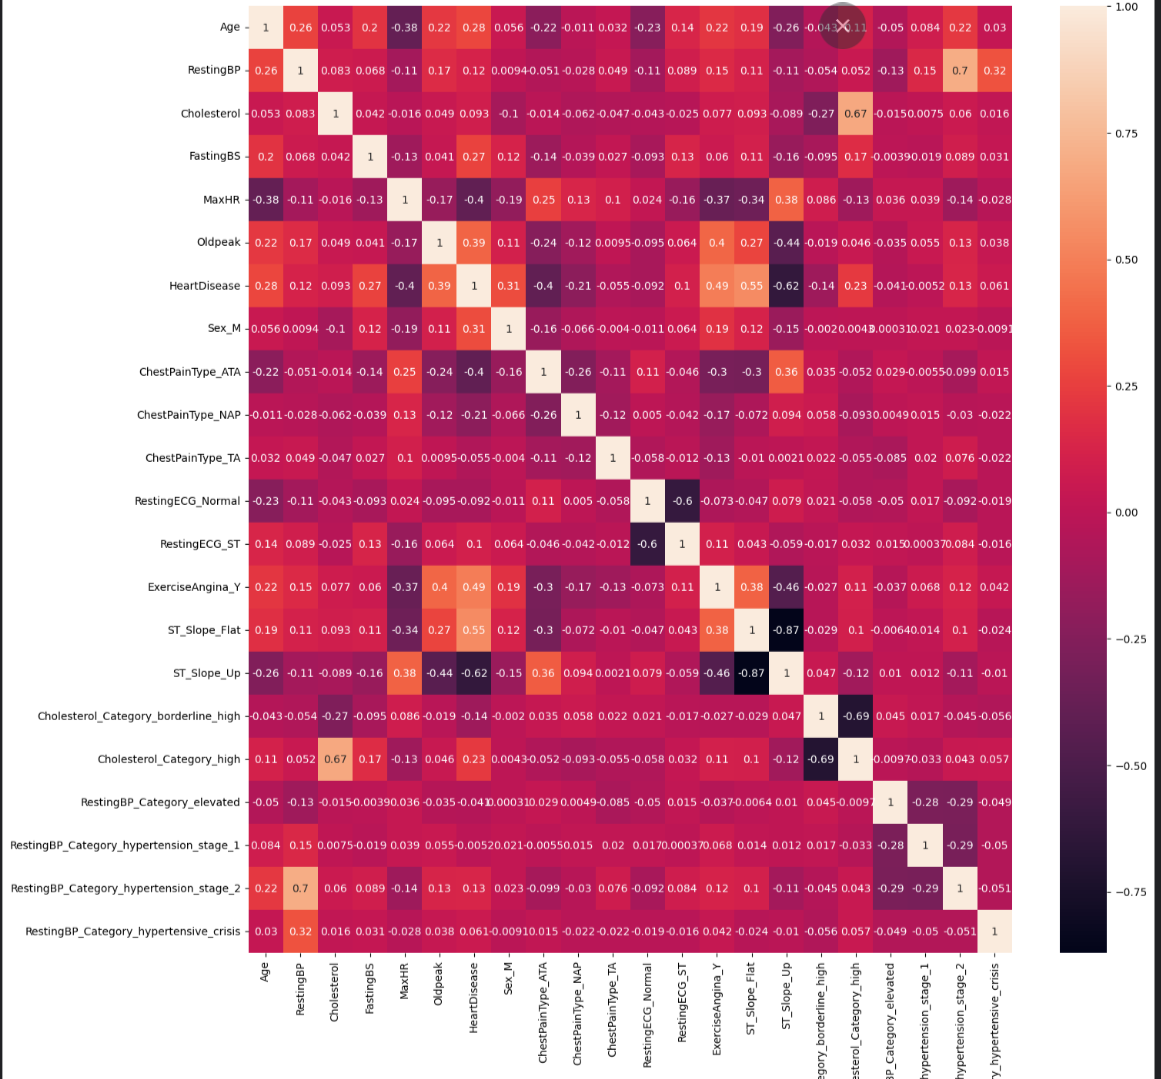 Age 1 0.26 0.053 0.2 -0.38 0.22 0.28 0.056 -0.22 -0.011 0.032 -0.23 0.14 0.22 0.19 -0.26 -0.043 0.11 -0.05 0.084 0.22 0.03
RestingBP 0.26 1 0.083 0.068 -0.11 0.17 0.12 0.0094 -0.051 -0.028 0.049 -0.11 0.089 0.15 0.11 -0.11 -0.054 0.052 -0.13 0.15 0.7 0.32
Cholesterol 0.053 0.083 1 0.042 -0.016 0.049 0.093 -0.1 -0.014 -0.062 -0.047 -0.043 -0.025 0.077 0.093 -0.089 -0.27 0.67 -0.015 0.0075 0.06 0.016
FastingBS 0.2 0.068 0.042 1 -0.13 0.041 0.27 0.12 -0.14 -0.039 0.027 -0.093 0.13 0.06 0.11 -0.16 -0.095 0.17 -0.0039 -0.019 0.089 0.031
MaxHR -0.38 -0.11 -0.016 -0.13 1 -0.17 -0.4 -0.19 0.25 0.13 0.1 0.024 -0.16 -0.37 -0.34 0.38 0.086 -0.13 0.036 0.039 -0.14 -0.028
Oldpeak 0.22 0.17 0.049 0.041 -0.17 1 0.39 0.11 -0.24 -0.12 0.0095 -0.095 0.064 0.4 0.27 -0.44 -0.019 0.046 -0.035 0.055 0.13 0.038
HeartDisease 0.28 0.12 0.093 0.27 -0.4 0.39 1 0.31 -0.4 -0.21 -0.055 -0.092 0.1 0.49 0.55 -0.62 -0.14 0.23 -0.041 -0.0052 0.13 0.061
Sex_M 0.056 0.0094 -0.1 0.12 -0.19 0.11 0.31 1 -0.16 -0.066 -0.004 -0.011 0.064 0.19 0.12 -0.15 -0.002 0.0043 0.00031 0.021 0.023 -0.0091
ChestPainType_ATA -0.22 -0.051 -0.014 -0.14 0.25 -0.24 -0.4 -0.16 1 -0.26 -0.11 0.11 -0.046 -0.3 -0.3 0.36 0.035 -0.052 0.029 -0.0055 -0.099 0.015
ChestPainType_NAP -0.011 -0.028 -0.062 -0.039 0.13 -0.12 -0.21 -0.066 -0.26 1 -0.12 0.005 -0.042 -0.17 -0.072 0.094 0.058 -0.093 0.0049 0.015 -0.03 -0.022
ChestPainType_TA 0.032 0.049 -0.047 0.027 0.1 0.0095 -0.055 -0.004 -0.11 -0.12 1 -0.058 -0.012 -0.13 -0.01 0.0021 0.022 -0.055 -0.085 0.02 0.076 -0.022
RestingECG_Normal -0.23 -0.11 -0.043 -0.093 0.024 -0.095 -0.092 -0.011 0.11 0.005 -0.058 1 -0.6 -0.073 -0.047 0.079 0.021 -0.058 -0.05 0.017 -0.092 -0.019
RestingECG_ST 0.14 0.089 -0.025 0.13 -0.16 0.064 0.1 0.064 -0.046 -0.042 -0.012 -0.6 1 0.11 0.043 -0.059 -0.017 0.032 0.015 0.00037 0.084 -0.016
ExerciseAngina_Y 0.22 0.15 0.077 0.06 -0.37 0.4 0.49 0.19 -0.3 -0.17 -0.13 -0.073 0.11 1 0.38 -0.46 -0.027 0.11 -0.037 0.068 0.12 0.042
ST_Slope_Flat 0.19 0.11 0.093 0.11 -0.34 0.27 0.55 0.12 -0.3 -0.072 -0.01 -0.047 0.043 0.38 1 -0.87 -0.029 0.1 -0.0064 0.014 0.1 -0.024
ST_Slope_Up -0.26 -0.11 -0.089 -0.16 0.38 -0.44 -0.62 -0.15 0.36 0.094 0.0021 0.079 -0.059 -0.46 -0.87 1 0.047 -0.12 0.01 0.012 -0.11 -0.01
Cholesterol_Category_borderline_high -0.043 -0.054 -0.27 -0.095 0.086 -0.019 -0.14 -0.002 0.035 0.058 0.022 0.021 -0.017 -0.027 -0.029 0.047 1 -0.69 0.045 0.017 -0.045 -0.056
Cholesterol_Category_high 0.11 0.052 0.67 0.17 -0.13 0.046 0.23 0.0043 -0.052 -0.093 -0.055 -0.058 0.032 0.11 0.1 -0.12 -0.69 1 -0.0097 -0.033 0.043 0.057
RestingBP_Category_elevated -0.05 -0.13 -0.015 -0.0039 0.036 -0.035 -0.041 0.00031 0.029 0.0049 -0.085 -0.05 0.015 -0.037 -0.0064 0.01 0.045 -0.0097 1 -0.28 -0.29 -0.049
RestingBP_Category_hypertension_stage_1 0.084 0.15 0.0075 -0.019 0.039 0.055 -0.0052 0.021 -0.0055 0.015 0.02 0.017 0.00037 0.068 0.014 0.012 0.017 -0.033 -0.28 1 -0.29 -0.05
RestingBP_Category_hypertension_stage_2 0.22 0.7 0.06 0.089 -0.14 0.13 0.13 0.023 -0.099 -0.03 0.076 -0.092 0.084 0.12 0.1 -0.11 -0.045 0.043 -0.29 -0.29 1 -0.051
RestingBP_Category_hypertensive_crisis 0.03 0.32 0.016 0.031 -0.028 0.038 0.061 -0.0091 0.015 -0.022 -0.022 -0.019 -0.016 0.042 -0.024 -0.01 -0.056 0.057 -0.049 -0.05 -0.051 1
Age
RestingBP
Cholesterol
FastingBS
MaxHR
Oldpeak
HeartDisease
Sex_M
ChestPainType_ATA
ChestPainType_NAP
ChestPainType_TA
RestingECG_Normal
RestingECG_ST
ExerciseAngina_Y
ST_Slope_Flat
ST_Slope_Up
egory_borderline_high
esterol_Category_high
BP_Category_elevated
hypertension_stage_1
hypertension_stage_2
y_hypertensive_crisis
1.00
0.75
0.50
0.25
0.00
−0.25
−0.50
−0.75